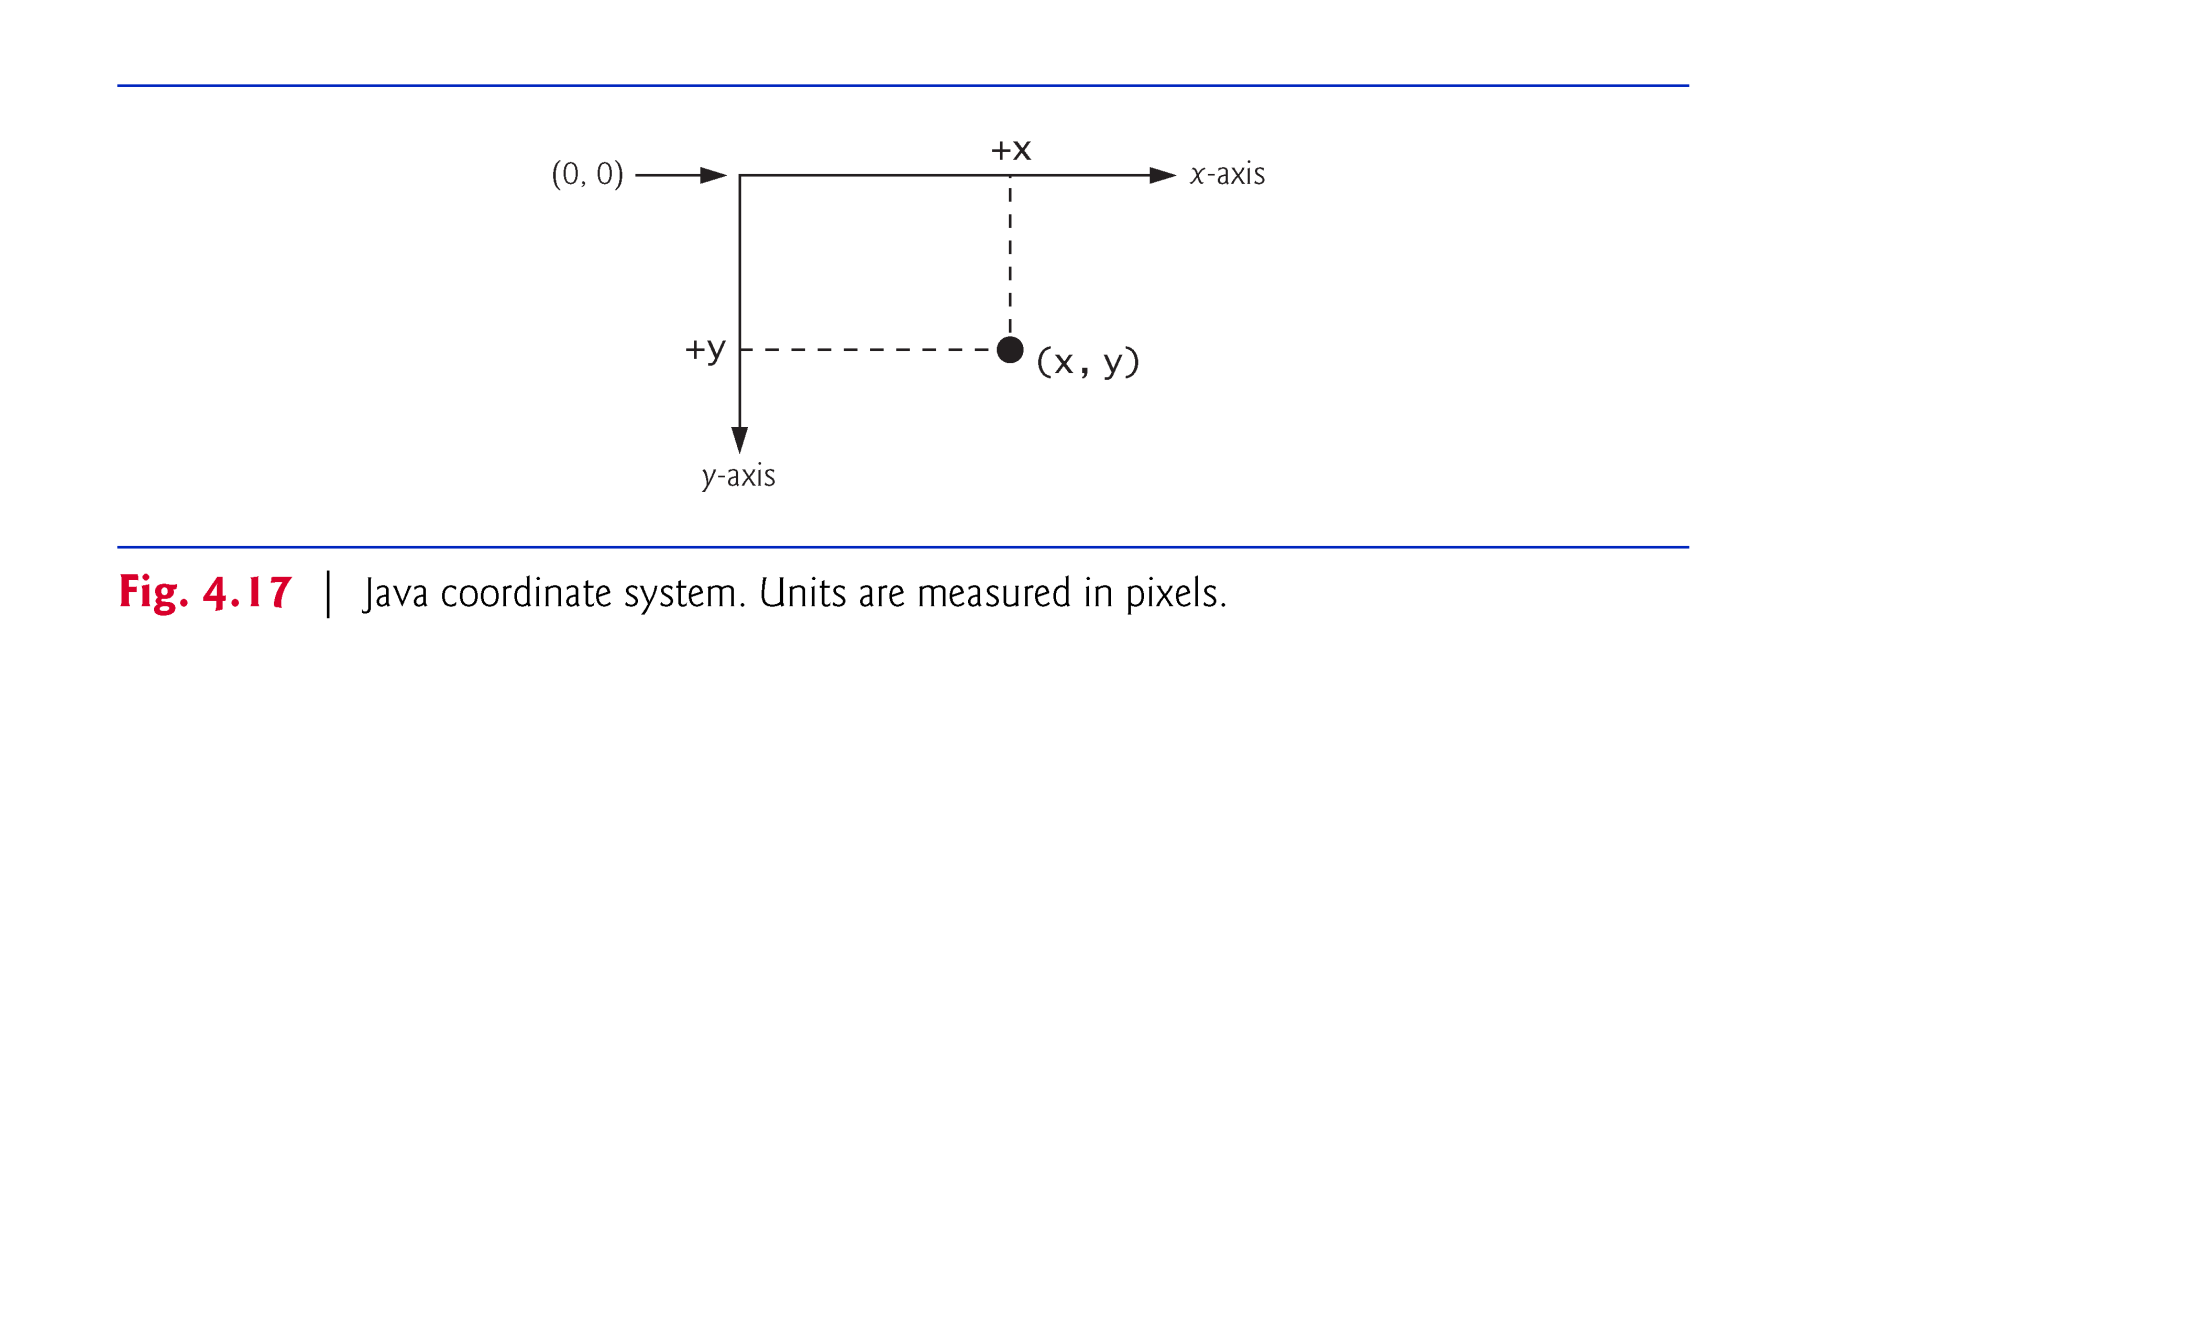 +x
(0, 0)
x-axis
+y
(x, y)
y-axis
Fig. 4.17 | Java coordinate system. Units are measured in pixels.